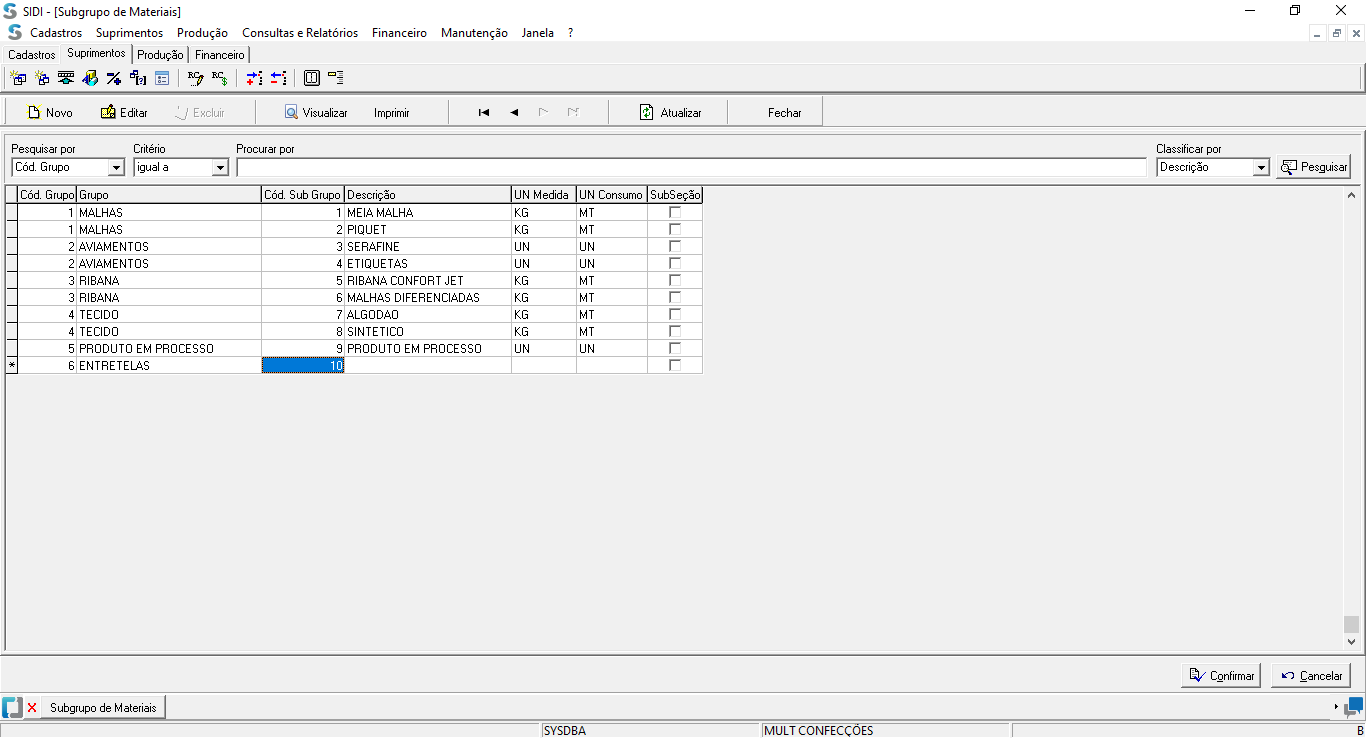 SIDI - [Subgrupo de Materiais]
Cadastros Suprimentos Produção Consultas e Relatórios Financeiro Manutenção Janela ?
Cadastros Suprimentos Produção Financeiro
Novo Editar Excluir Visualizar Imprimir Atualizar Fechar
Pesquisar por Critério Procurar por Classificar por
Cód. Grupo igual a Descrição Pesquisar
Cód. Grupo Grupo Cód. Sub Grupo Descrição UN Medida UN Consumo SubSeção
1 MALHAS 1 MEIA MALHA KG MT
1 MALHAS 2 PIQUET KG MT
2 AVIAMENTOS 3 SERAFINE UN UN
2 AVIAMENTOS 4 ETIQUETAS UN UN
3 RIBANA 5 RIBANA CONFORT JET KG MT
3 RIBANA 6 MALHAS DIFERENCIADAS KG MT
4 TECIDO 7 ALGODAO KG MT
4 TECIDO 8 SINTETICO KG MT
5 PRODUTO EM PROCESSO 9 PRODUTO EM PROCESSO UN UN
* 6 ENTRETELAS 10
Confirmar Cancelar
Subgrupo de Materiais
SYSDBA MULT CONFECÇÕES B